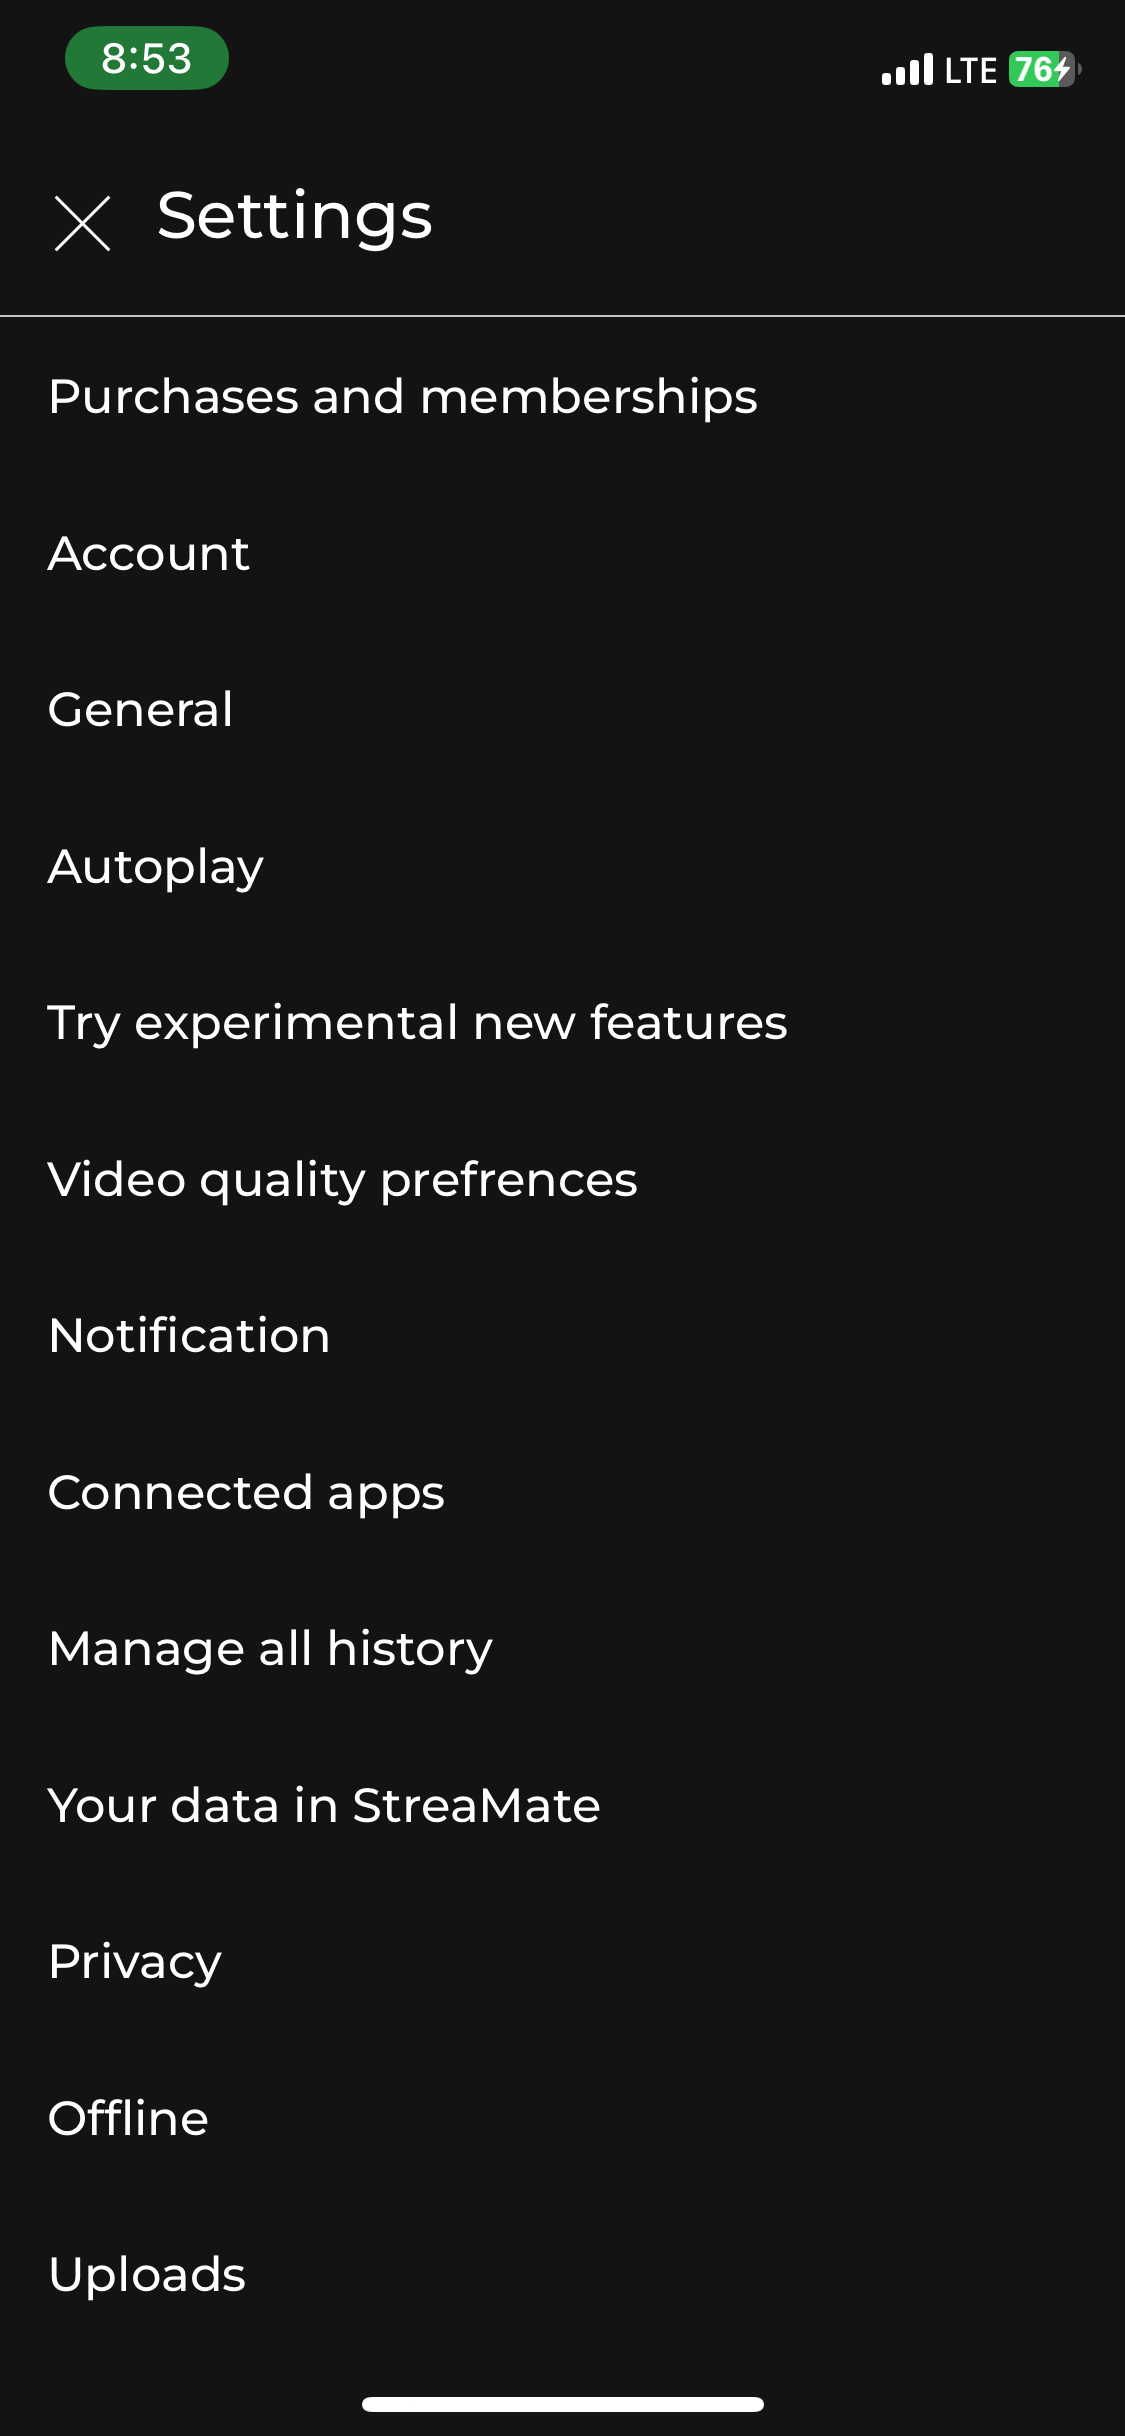 8:53
LTE 76
Settings
Purchases and memberships
Account
General
Autoplay
Try experimental new features
Video quality prefrences
Notification
Connected apps
Manage all history
Your data in StreaMate
Privacy
Offline
Uploads